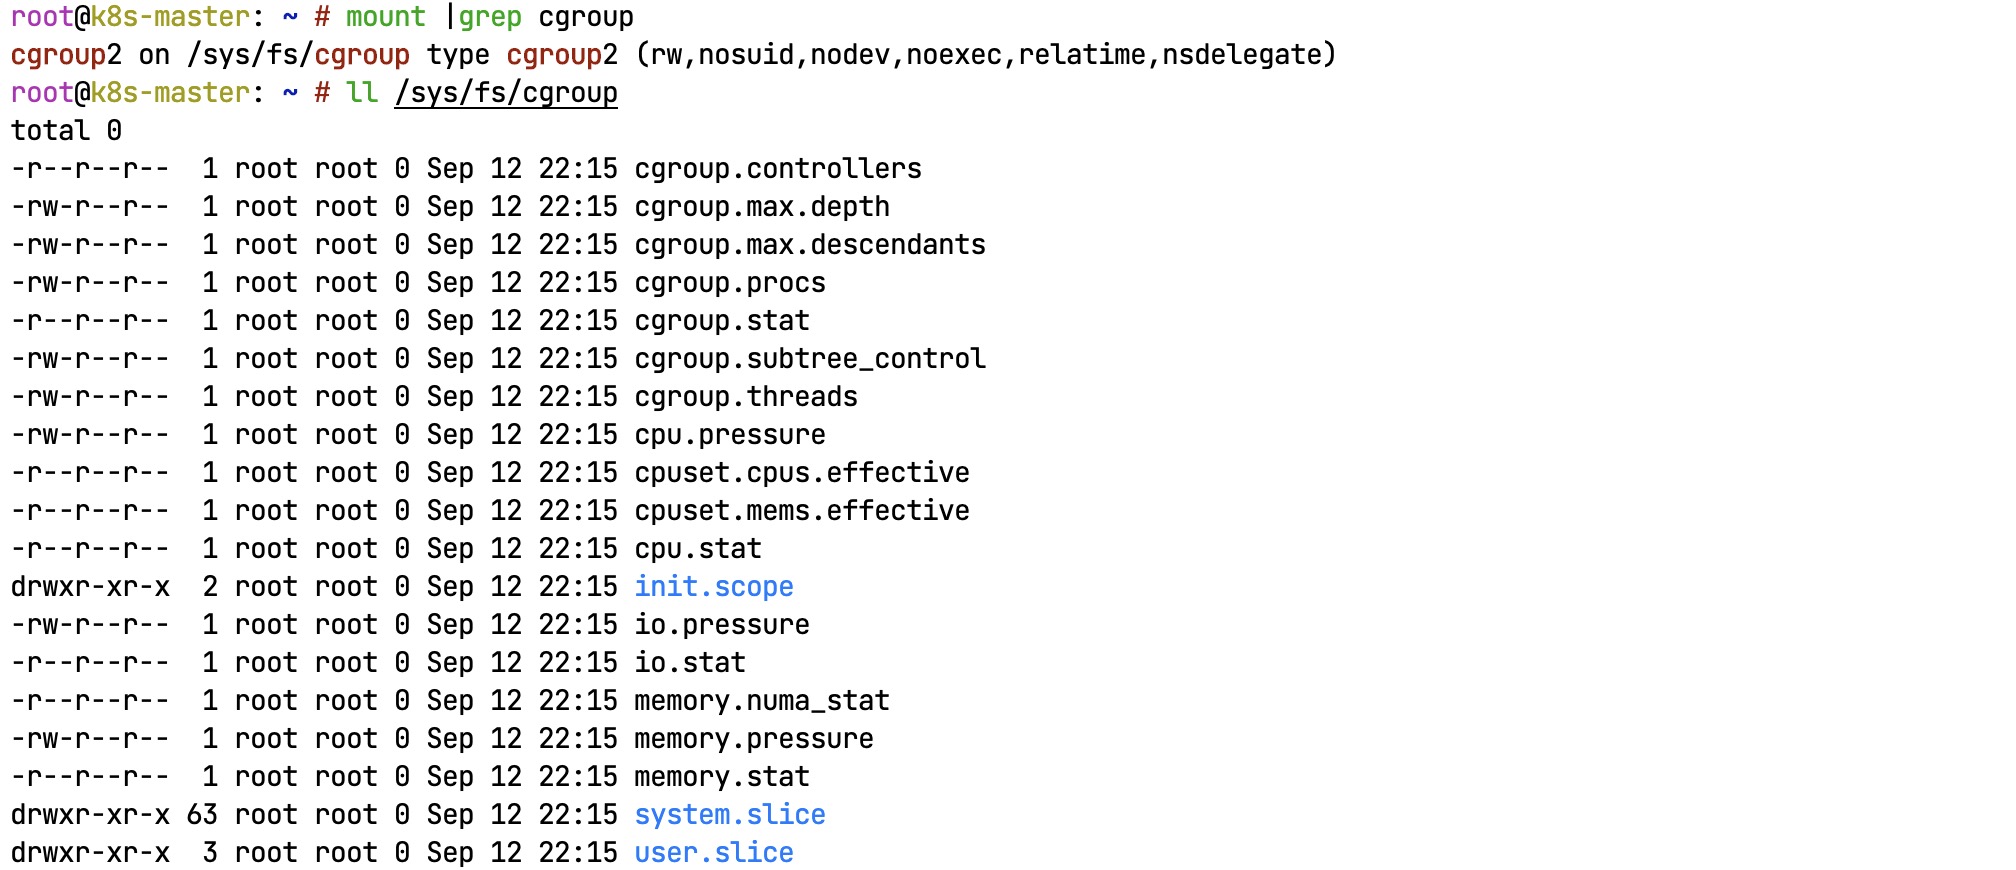 root@k8s-master: ~ # mount |grep cgroup
cgroup2 on /sys/fs/cgroup type cgroup2 (rw,nosuid,nodev,noexec,relatime,nsdelegate)
root@k8s-master: ~ # ll /sys/fs/cgroup
total 0
-r--r--r--  1 root root 0 Sep 12 22:15 cgroup.controllers
-rw-r--r--  1 root root 0 Sep 12 22:15 cgroup.max.depth
-rw-r--r--  1 root root 0 Sep 12 22:15 cgroup.max.descendants
-rw-r--r--  1 root root 0 Sep 12 22:15 cgroup.procs
-r--r--r--  1 root root 0 Sep 12 22:15 cgroup.stat
-rw-r--r--  1 root root 0 Sep 12 22:15 cgroup.subtree_control
-rw-r--r--  1 root root 0 Sep 12 22:15 cgroup.threads
-rw-r--r--  1 root root 0 Sep 12 22:15 cpu.pressure
-r--r--r--  1 root root 0 Sep 12 22:15 cpuset.cpus.effective
-r--r--r--  1 root root 0 Sep 12 22:15 cpuset.mems.effective
-r--r--r--  1 root root 0 Sep 12 22:15 cpu.stat
drwxr-xr-x  2 root root 0 Sep 12 22:15 init.scope
-rw-r--r--  1 root root 0 Sep 12 22:15 io.pressure
-r--r--r--  1 root root 0 Sep 12 22:15 io.stat
-r--r--r--  1 root root 0 Sep 12 22:15 memory.numa_stat
-rw-r--r--  1 root root 0 Sep 12 22:15 memory.pressure
-r--r--r--  1 root root 0 Sep 12 22:15 memory.stat
drwxr-xr-x 63 root root 0 Sep 12 22:15 system.slice
drwxr-xr-x  3 root root 0 Sep 12 22:15 user.slice